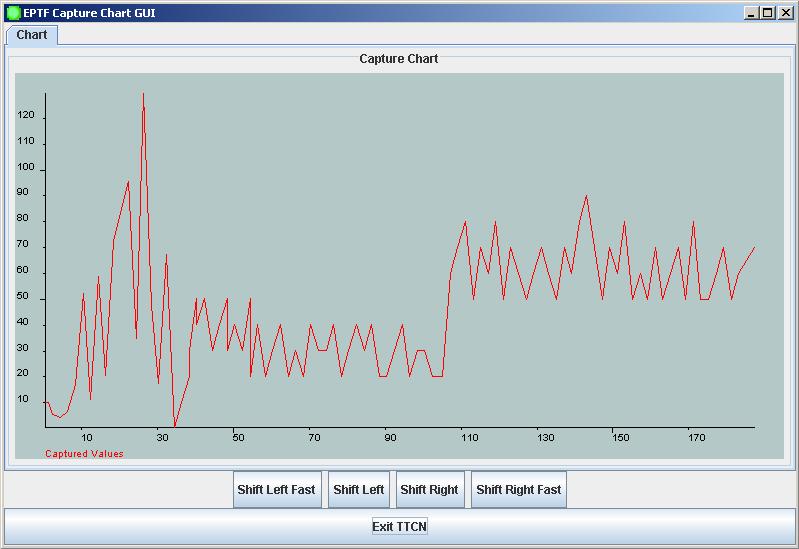 EPTF Capture Chart GUI
Chart
Capture Chart
120
110
100
90
80
70
60
50
40
30
20
10
10 30 50 70 90 110 130 150 170
Captured Values
Shift Left Fast Shift Left Shift Right Shift Right Fast
Exit TTCN